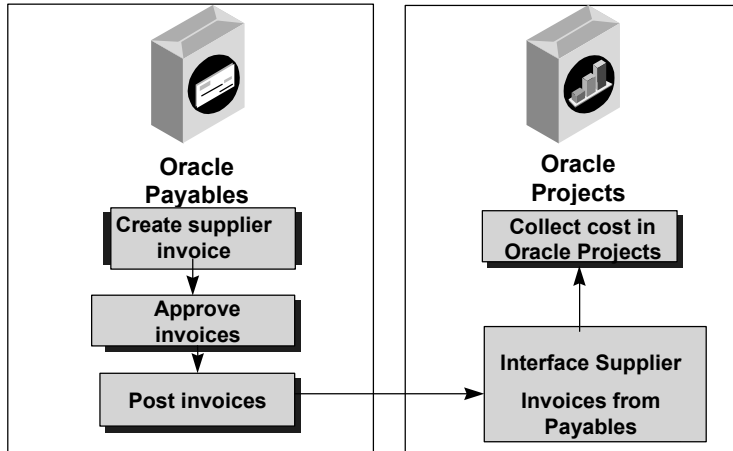 Oracle
Payables
Create supplier
invoice
Approve
invoices
Post invoices
Oracle
Projects
Collect cost in
Oracle Projects
Interface Supplier
Invoices from
Payables